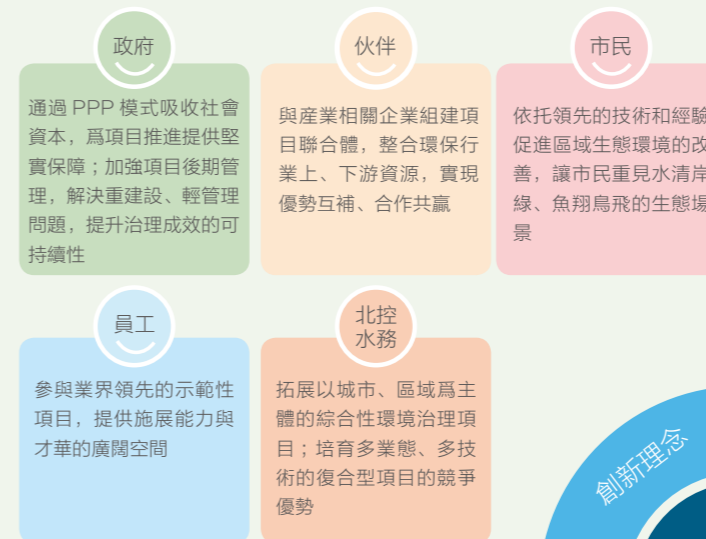 政府
通過 PPP 模式吸收社會
資本，爲項目推進提供堅
實保障；加強項目後期管
理，解決重建設、輕管理
問題，提升治理成效的可
持續性
伙伴
與産業相關企業組建項
目聯合體，整合環保行
業上、下游資源，實現
優勢互補、合作共贏
市民
依托領先的技術和經驗
促進區域生態環境的改
善，讓市民重見水清岸
綠、魚翔鳥飛的生態場
景
員工
參與業界領先的示範性
項目，提供施展能力與
才華的廣闊空間
北控
水務
拓展以城市、區域爲主
體的綜合性環境治理項
目；培育多業態、多技
術的復合型項目的競爭
優勢
創新理念